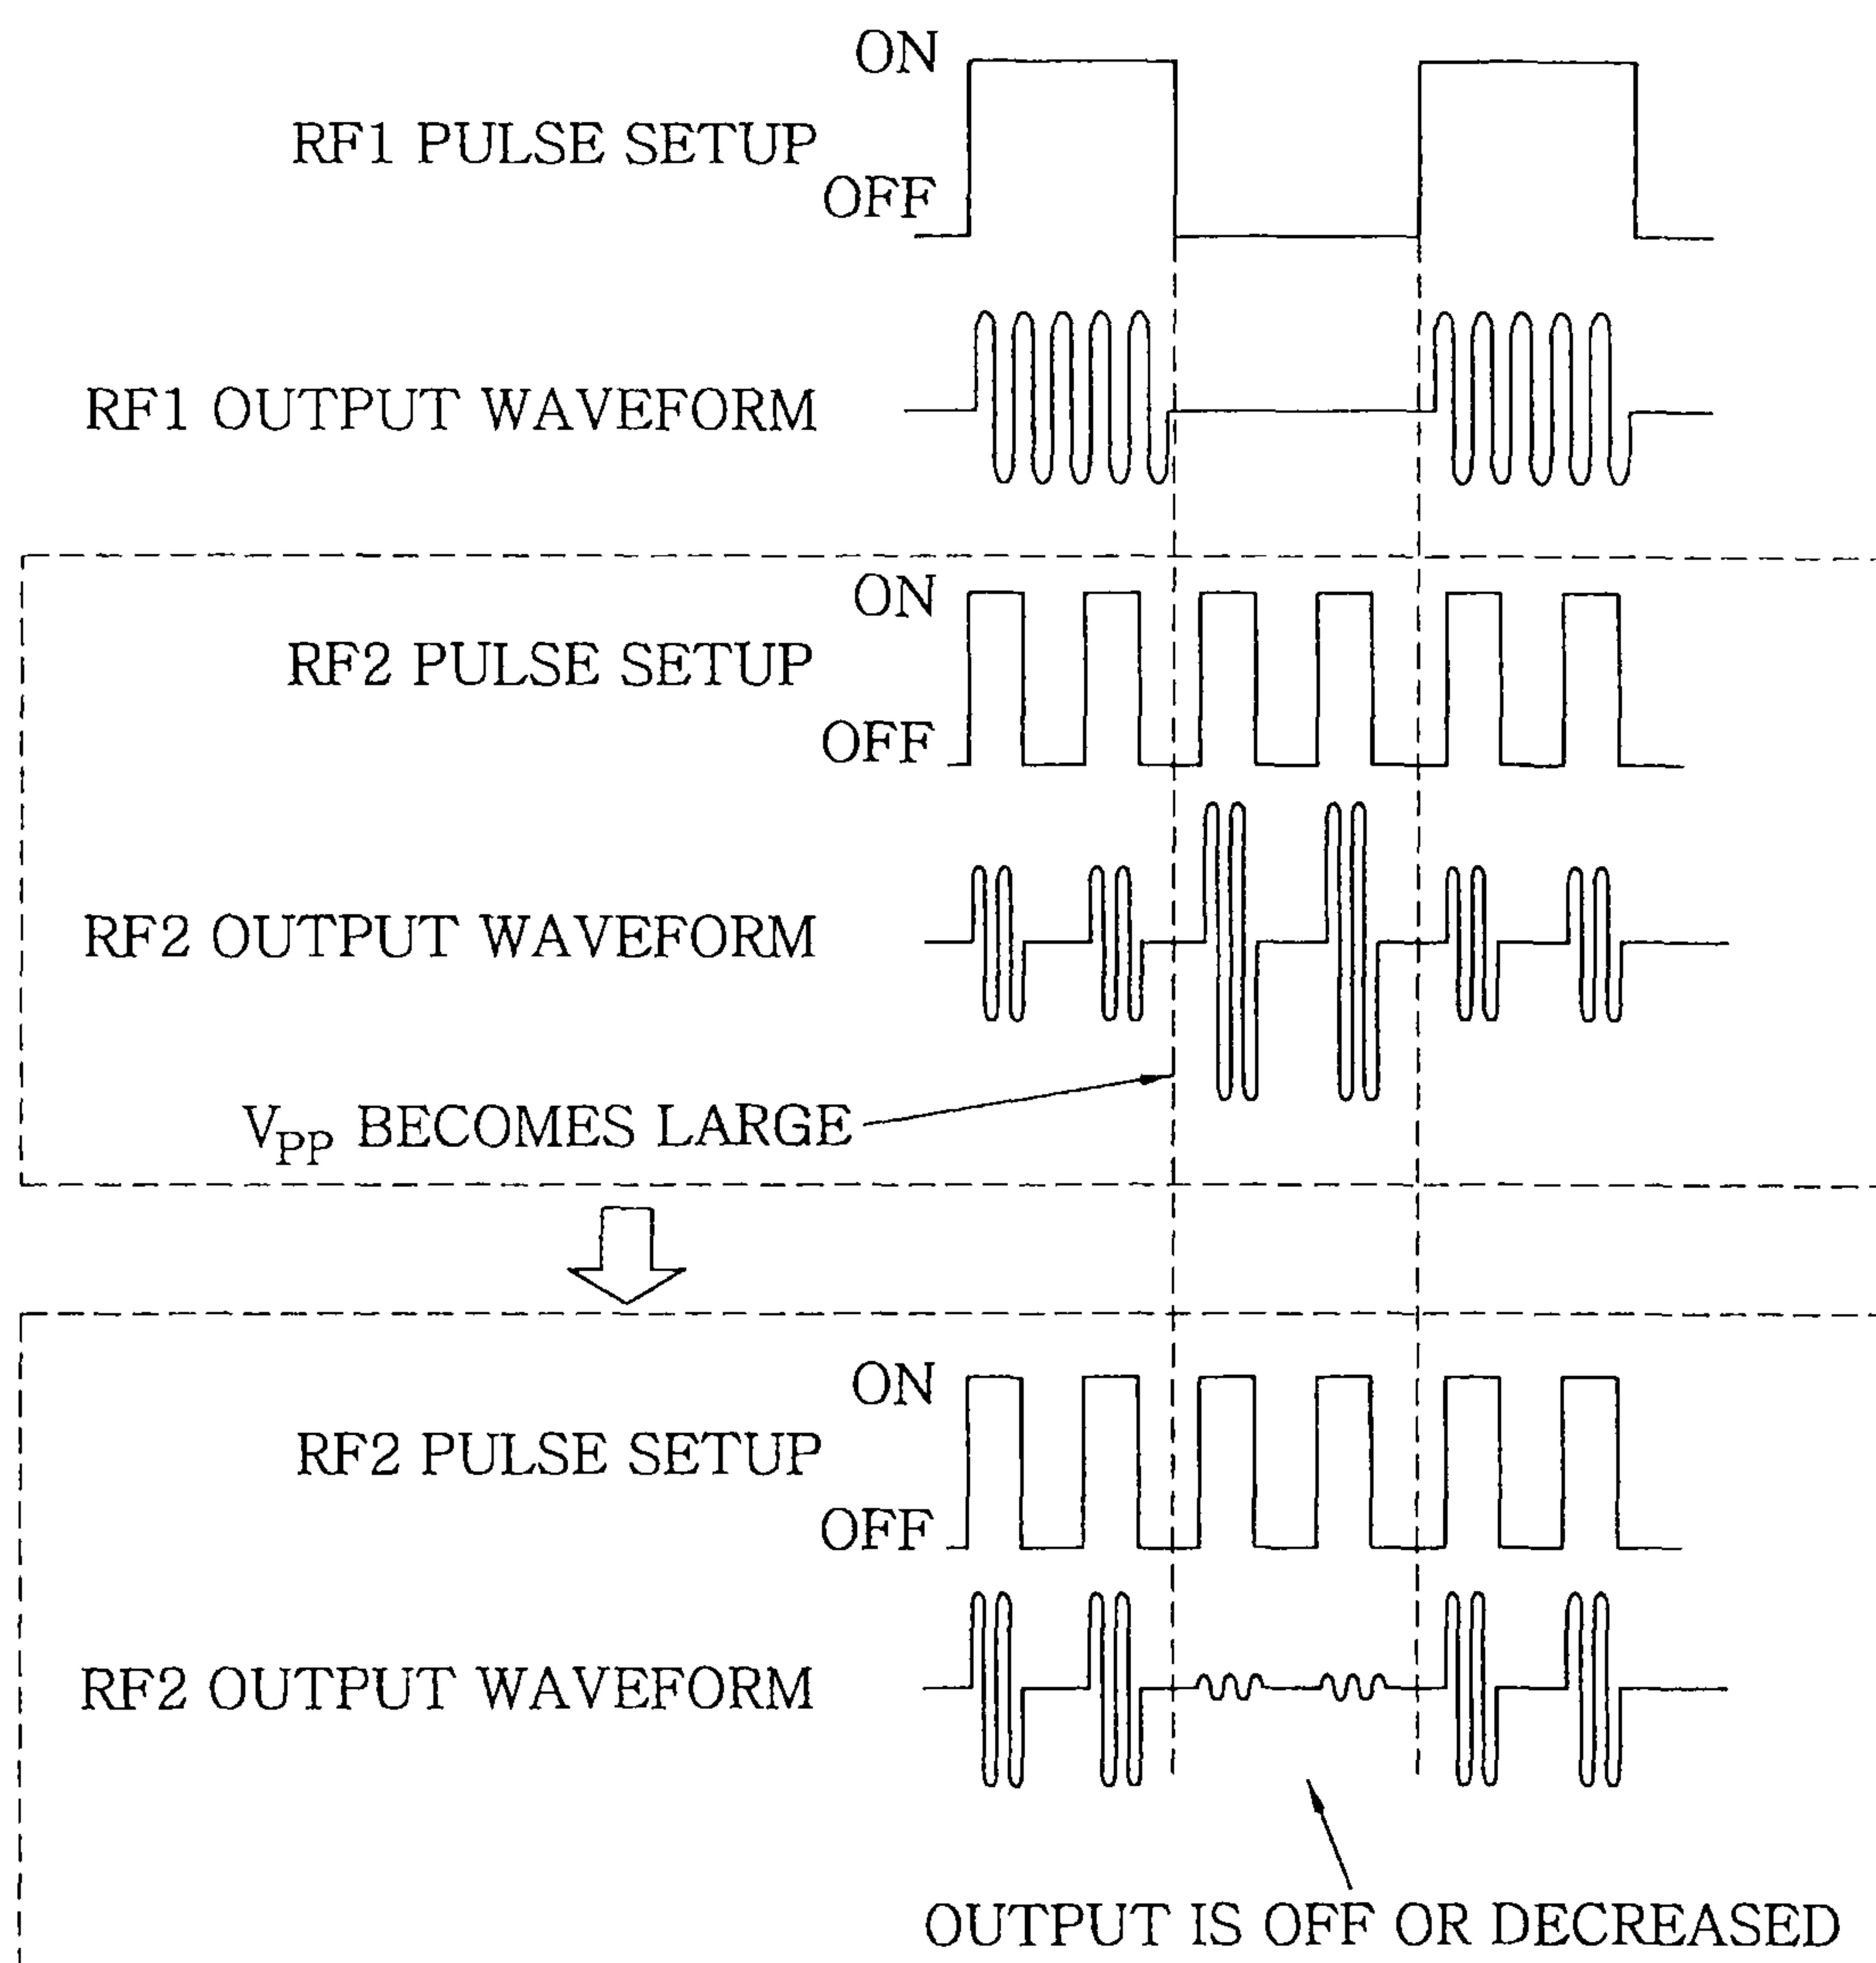 ON
RF1 PULSE SETUP
OFF
RF1 OUTPUT WAVEFORM
ON
RF2 PULSE SETUP
OFF
RF2 OUTPUT WAVEFORM
VPP BECOMES LARGE
ON
RF2 PULSE SETUP
OFF
RF2 OUTPUT WAVEFORM
OUTPUT IS OFF OR DECREASED